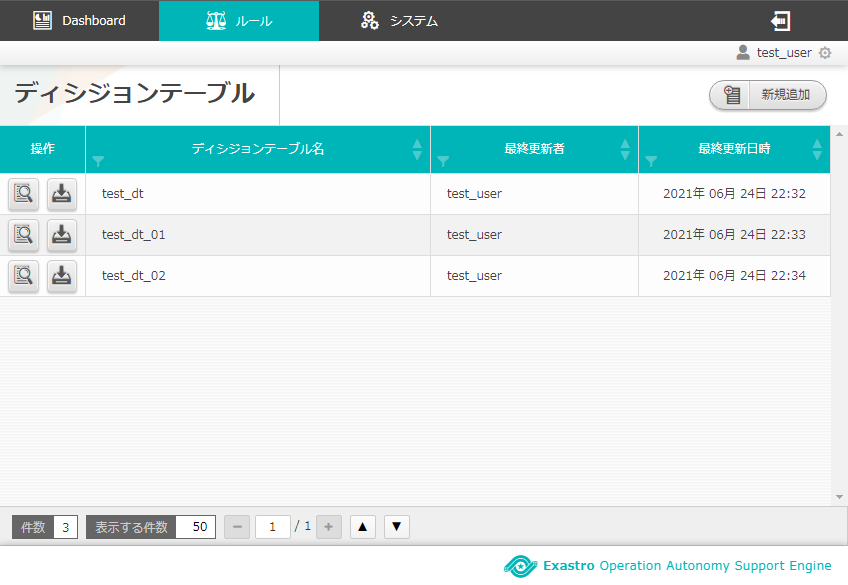 Dashboard ルール システム
test_user
ディシジョンテーブル 新規追加
操作 ディシジョンテーブル名 最終更新者 最終更新日時
test_dt test_user 2021年 06月 24日 22:32
test_dt_01 test_user 2021年 06月 24日 22:33
test_dt_02 test_user 2021年 06月 24日 22:34
件数 3 表示する件数 50 − 1 / 1 + ▲ ▼
Exastro Operation Autonomy Support Engine